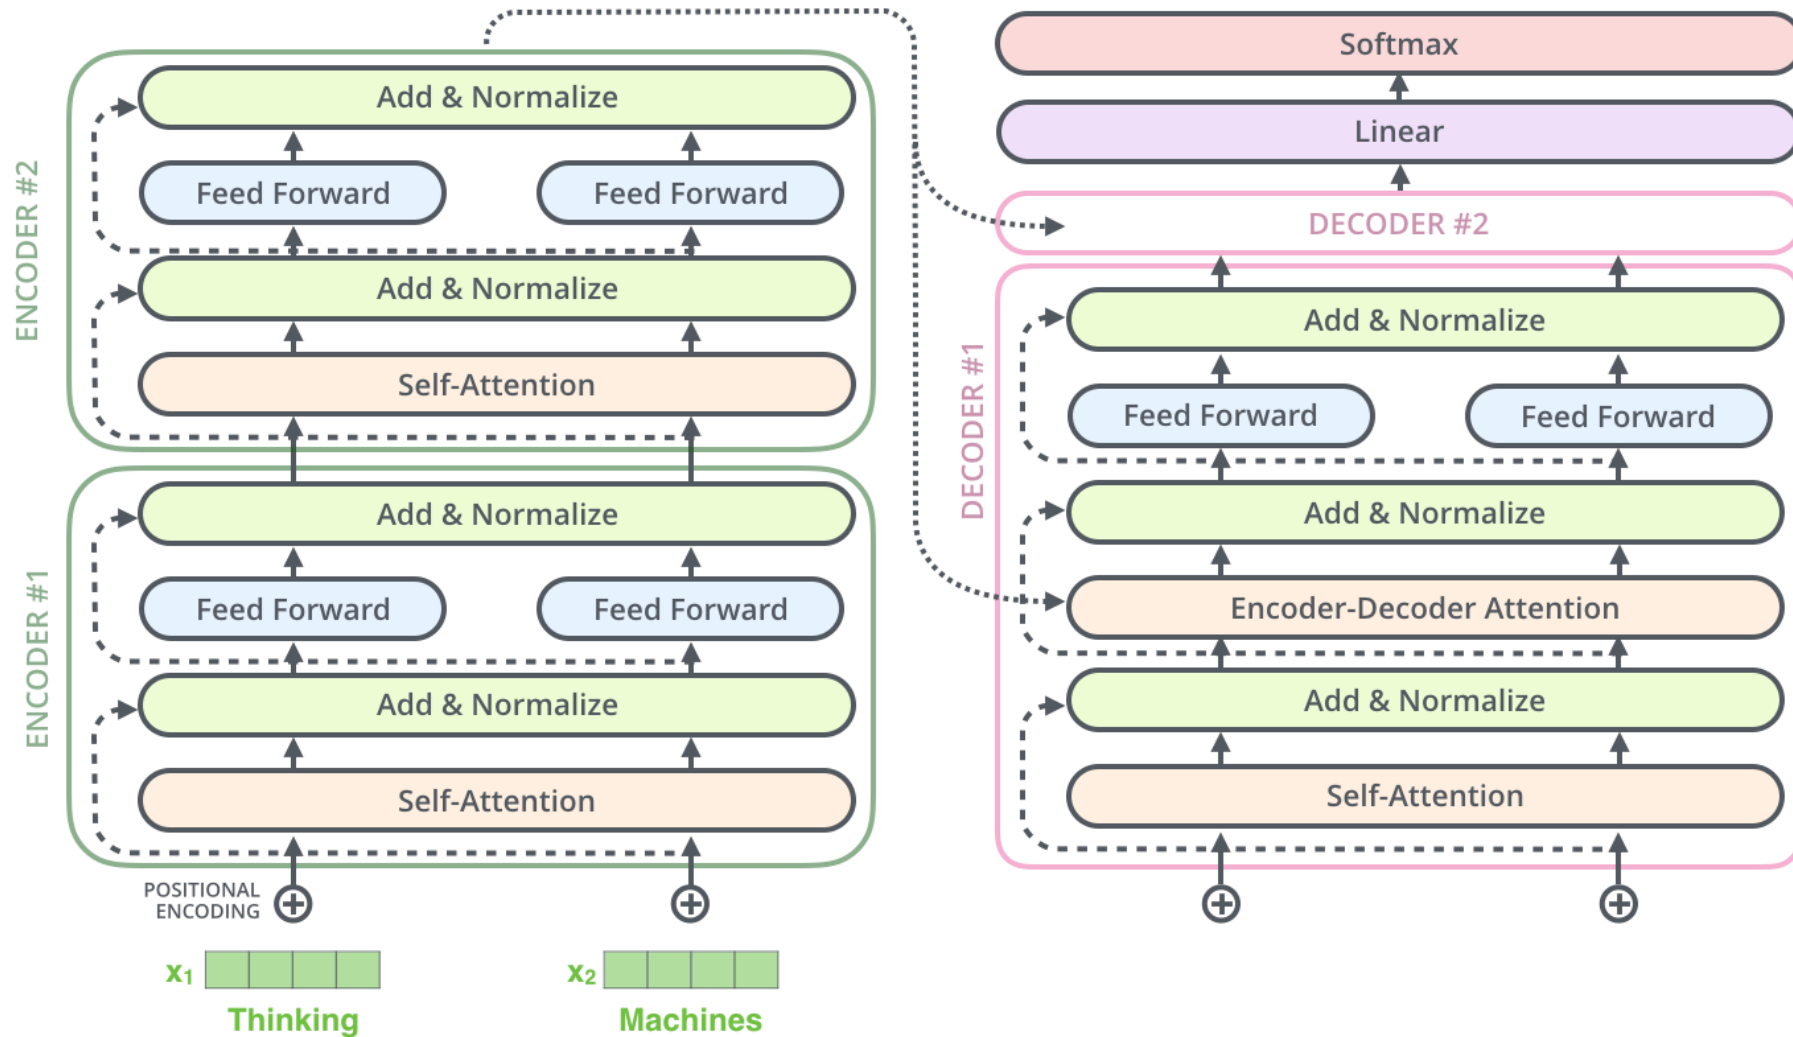 ENCODER #2
Add & Normalize
Feed Forward
Feed Forward
Add & Normalize
Self-Attention
ENCODER #1
Add & Normalize
Feed Forward
Feed Forward
Add & Normalize
Self-Attention
POSITIONAL
ENCODING
x₁
x₂
Thinking
Machines
Softmax
Linear
DECODER #2
DECODER #1
Add & Normalize
Feed Forward
Feed Forward
Add & Normalize
Encoder-Decoder Attention
Add & Normalize
Self-Attention